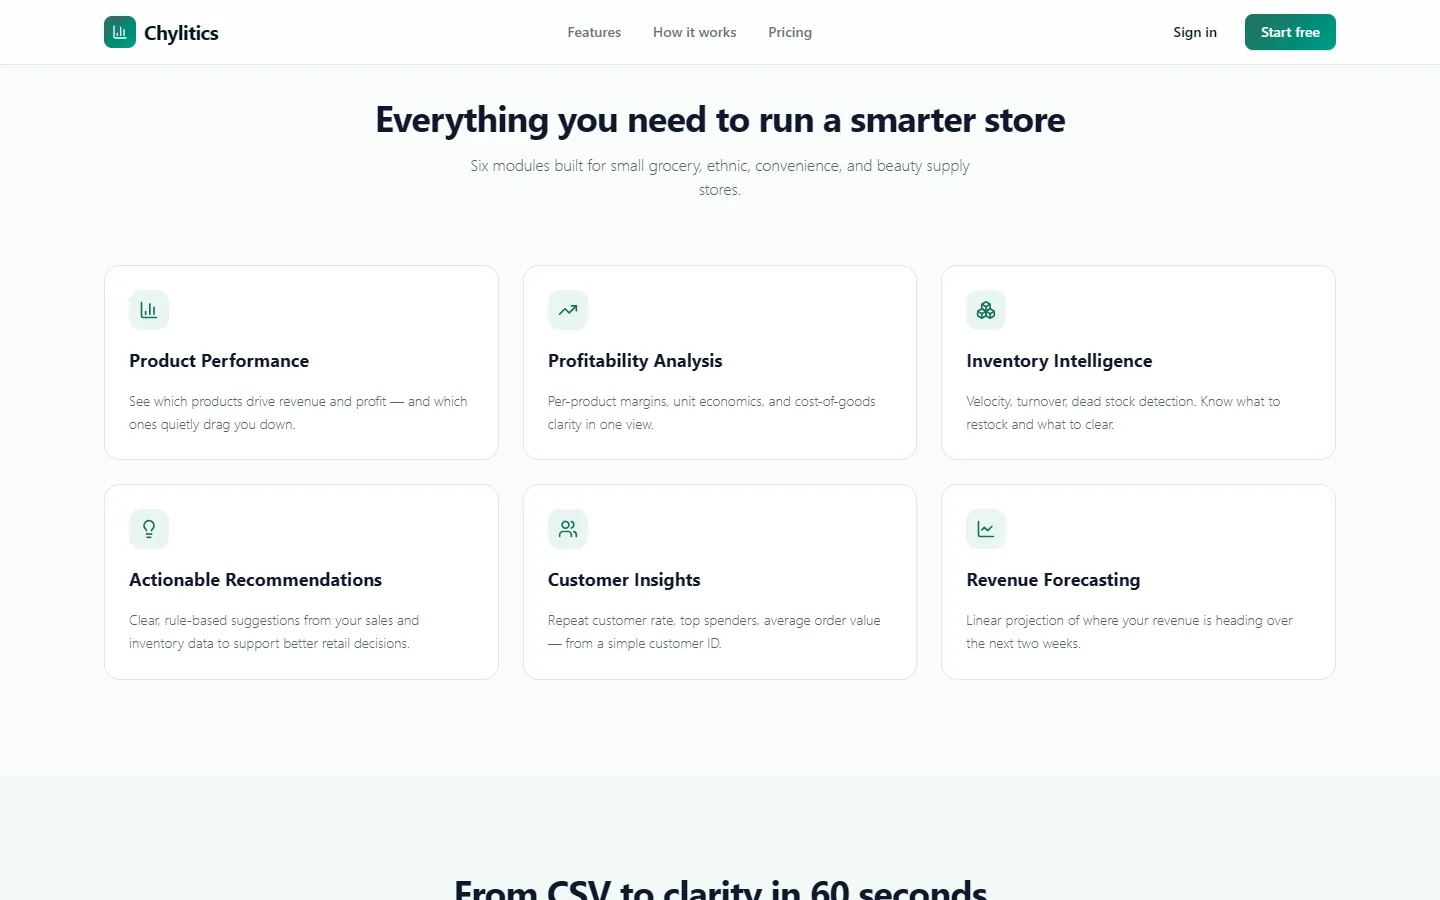 Chylitics
Features
How it works
Pricing
Sign in
Start free
Everything you need to run a smarter store
Six modules built for small grocery, ethnic, convenience, and beauty supply
stores.
Product Performance
See which products drive revenue and profit — and which
ones quietly drag you down.
Profitability Analysis
Per-product margins, unit economics, and cost-of-goods
clarity in one view.
Inventory Intelligence
Velocity, turnover, dead stock detection. Know what to
restock and what to clear.
Actionable Recommendations
Clear, rule-based suggestions from your sales and
inventory data to support better retail decisions.
Customer Insights
Repeat customer rate, top spenders, average order value
— from a simple customer ID.
Revenue Forecasting
Linear projection of where your revenue is heading over
the next two weeks.
From CSV to clarity in 60 seconds